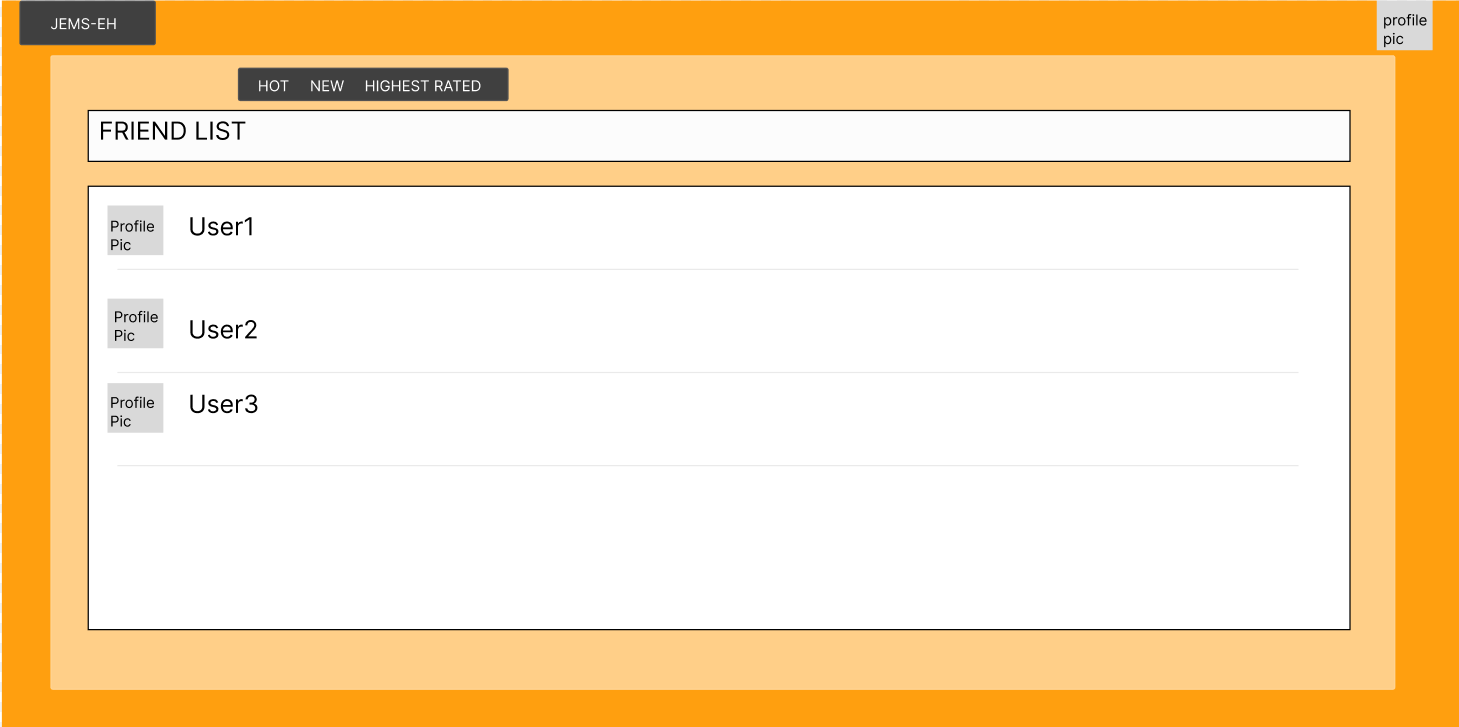 JEMS-EH
profile
pic
HOT NEW HIGHEST RATED
FRIEND LIST
Profile
Pic
User1
Profile
Pic
User2
Profile
Pic
User3